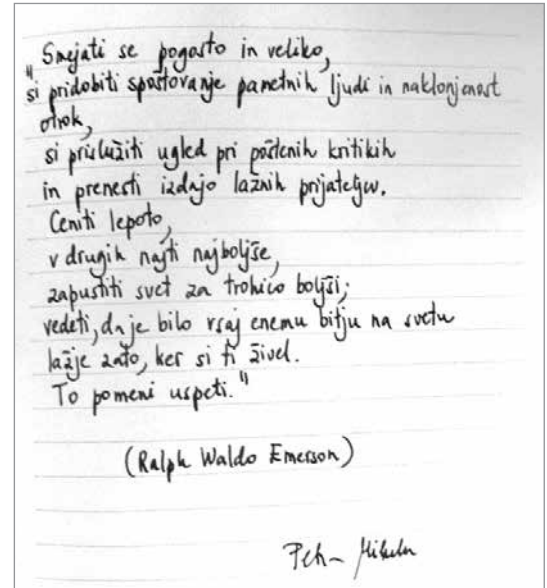 "Smejati se pogosto in veliko,
si pridobiti spoštovanje pametnih ljudi in naklonjenost
otrok,
si prislužiti ugled pri poštenih kritikih
in prenesti izdajo lažnih prijateljev.
Ceniti lepoto,
v drugih najti najboljše,
zapustiti svet za trohico boljši;
vedeti, da je bilo vsaj enemu bitju na svetu
lažje zato, ker si ti živel.
To pomeni uspeti."
(Ralph Waldo Emerson)